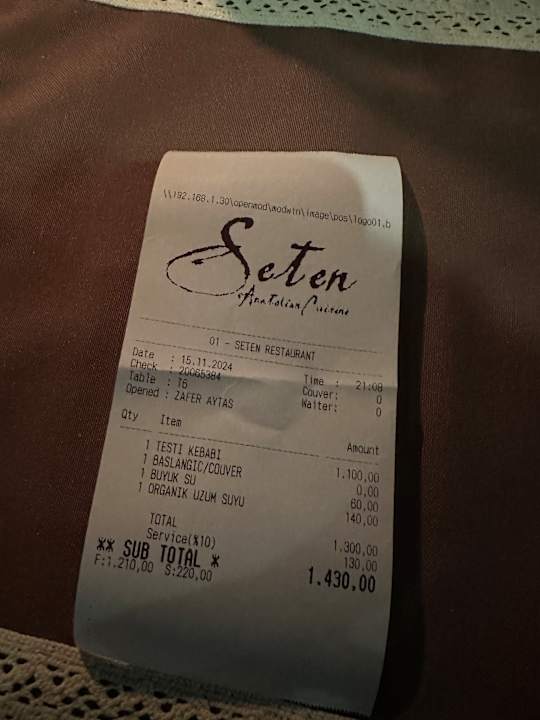 \\192.168.1.30\openmod\modwin\image\pos\logo01.b
Seten
Anatolian Cuisine
01 - SETEN RESTAURANT
Date : 15.11.2024 Time : 21:08
Check : 20065384 Couver: 0
Table : T6 Waiter: 0
Opened : ZAFER AYTAS
Qty Item Amount
1 TESTI KEBABI 1.100,00
1 BASLANGIC/COUVER 0,00
1 BUYUK SU 60,00
1 ORGANIK UZUM SUYU 140,00
TOTAL 1.300,00
Service(%10) 130,00
** SUB TOTAL * 1.430,00
F:1.210,00 S:220,00